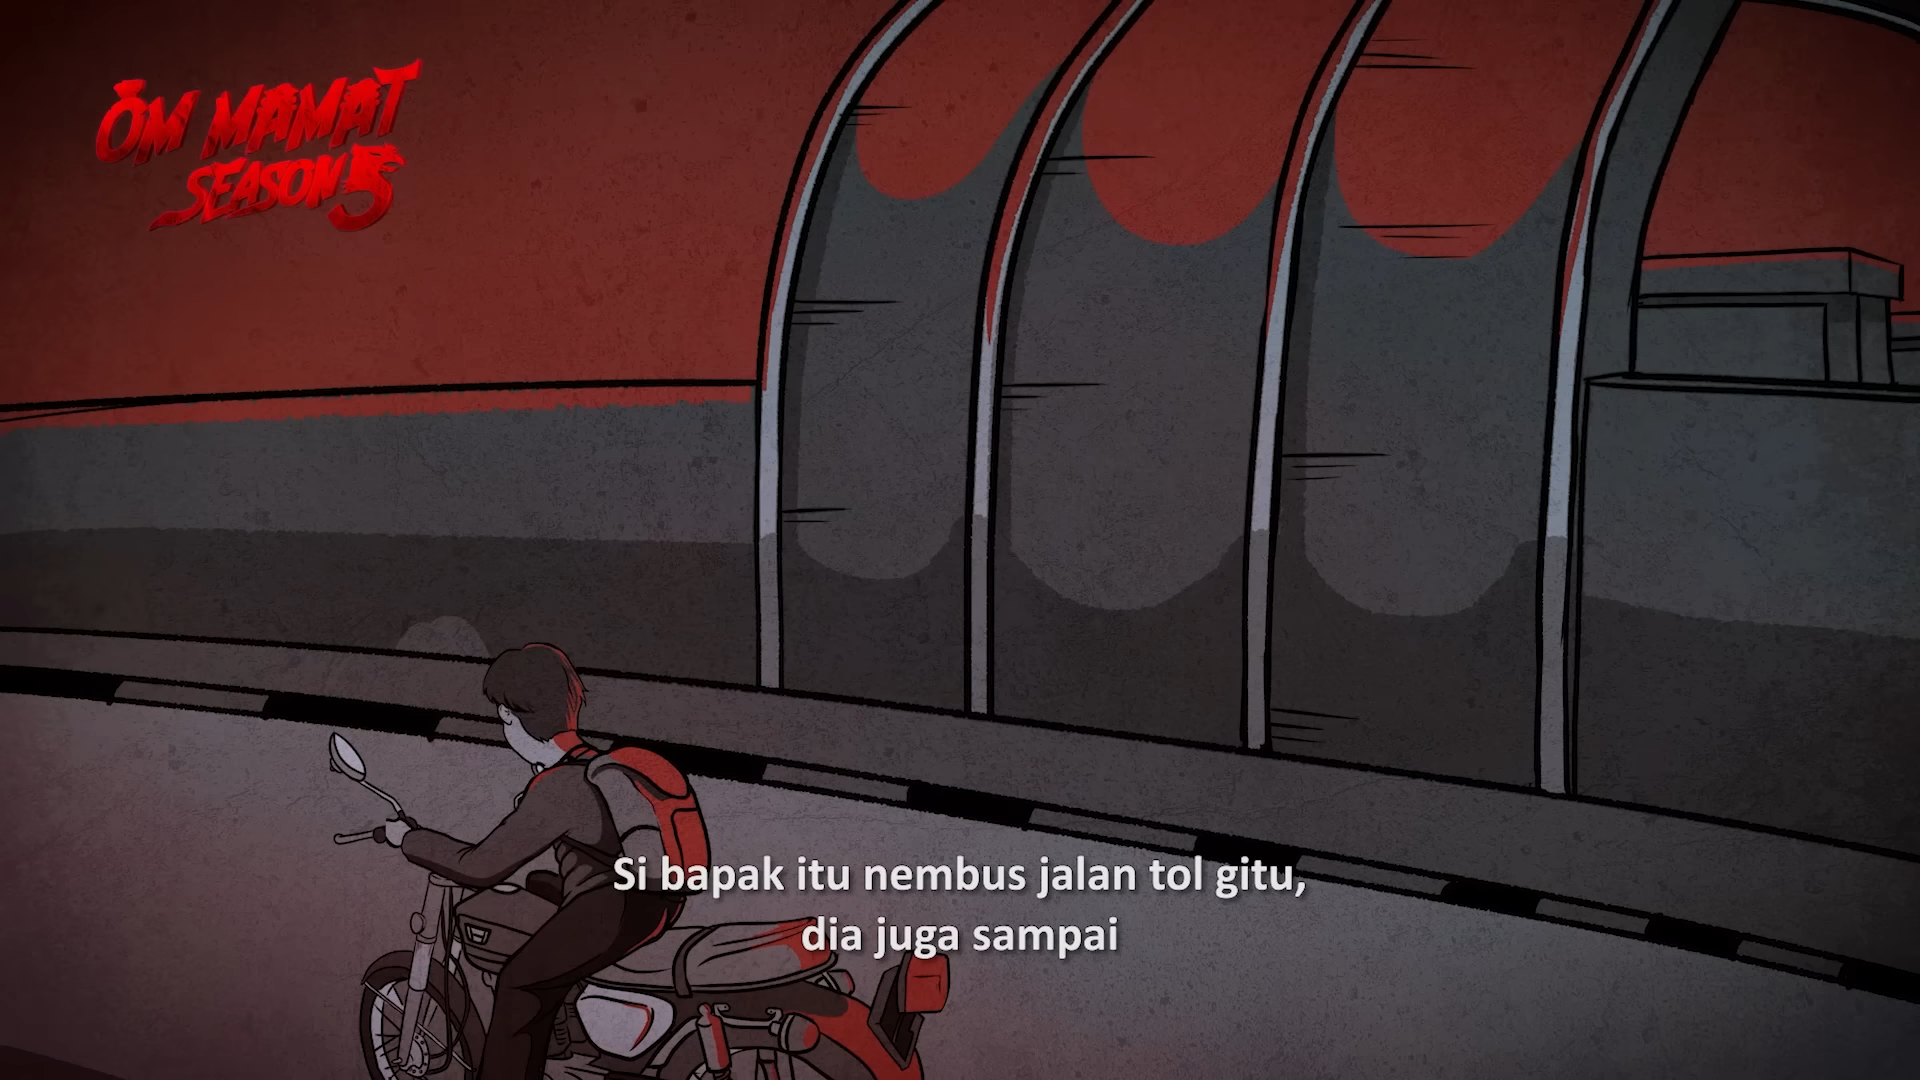 ŌM MAMAT
SEASON 5
Si bapak itu nembus jalan tol gitu,
dia juga sampai